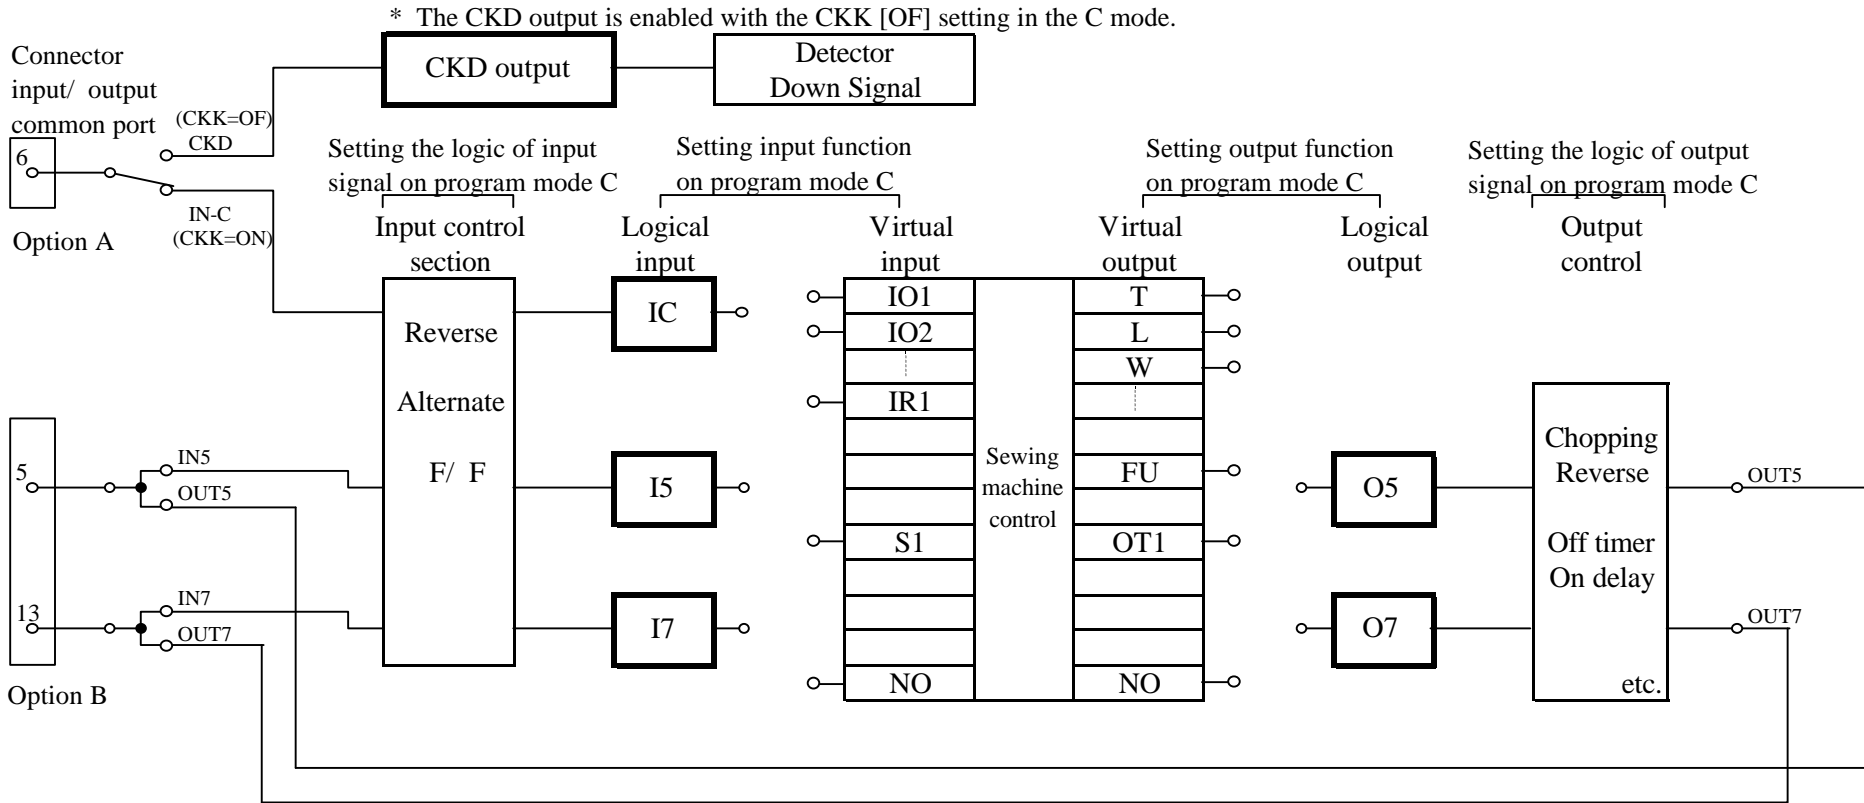 * The CKD output is enabled with the CKK [OF] setting in the C mode.
Connector
input/ output
common port
(CKK=OF)
CKD
CKD output
Detector
Down Signal
6
IN-C
(CKK=ON)
Option A
Setting the logic of input
signal on program mode C
Setting input function
on program mode C
Setting output function
on program mode C
Setting the logic of output
signal on program mode C
Input control
section
Logical
input
Virtual
input
Virtual
output
Logical
output
Output
control
Reverse
Alternate
F/ F
IC
I5
I7
IO1
IO2
IR1
S1
NO
Sewing
machine
control
T
L
W
FU
OT1
NO
O5
O7
Chopping
Reverse
Off timer
On delay
etc.
OUT5
OUT7
5
IN5
OUT5
13
IN7
OUT7
Option B